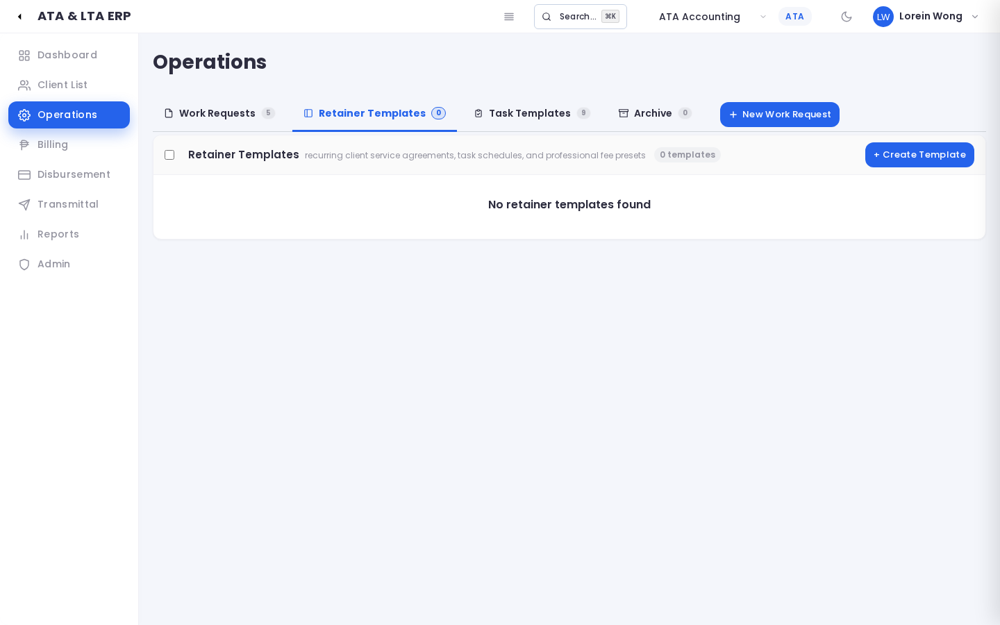 ATA & LTA ERP
Search... ⌘K
ATA Accounting
ATA
LW
Lorein Wong
Dashboard
Client List
Operations
Billing
Disbursement
Transmittal
Reports
Admin
Operations
Work Requests 5
Retainer Templates 0
Task Templates 9
Archive 0
+ New Work Request
Retainer Templates recurring client service agreements, task schedules, and professional fee presets 0 templates
+ Create Template
No retainer templates found